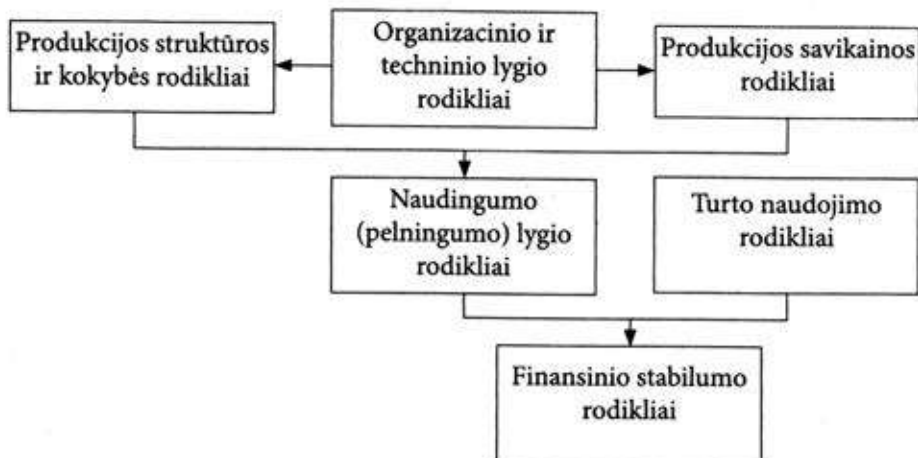 Produkcijos struktūros
ir kokybės rodikliai
Organizacinio ir
techninio lygio
rodikliai
Produkcijos savikainos
rodikliai
Naudingumo
(pelningumo) lygio
rodikliai
Turto naudojimo
rodikliai
Finansinio stabilumo
rodikliai